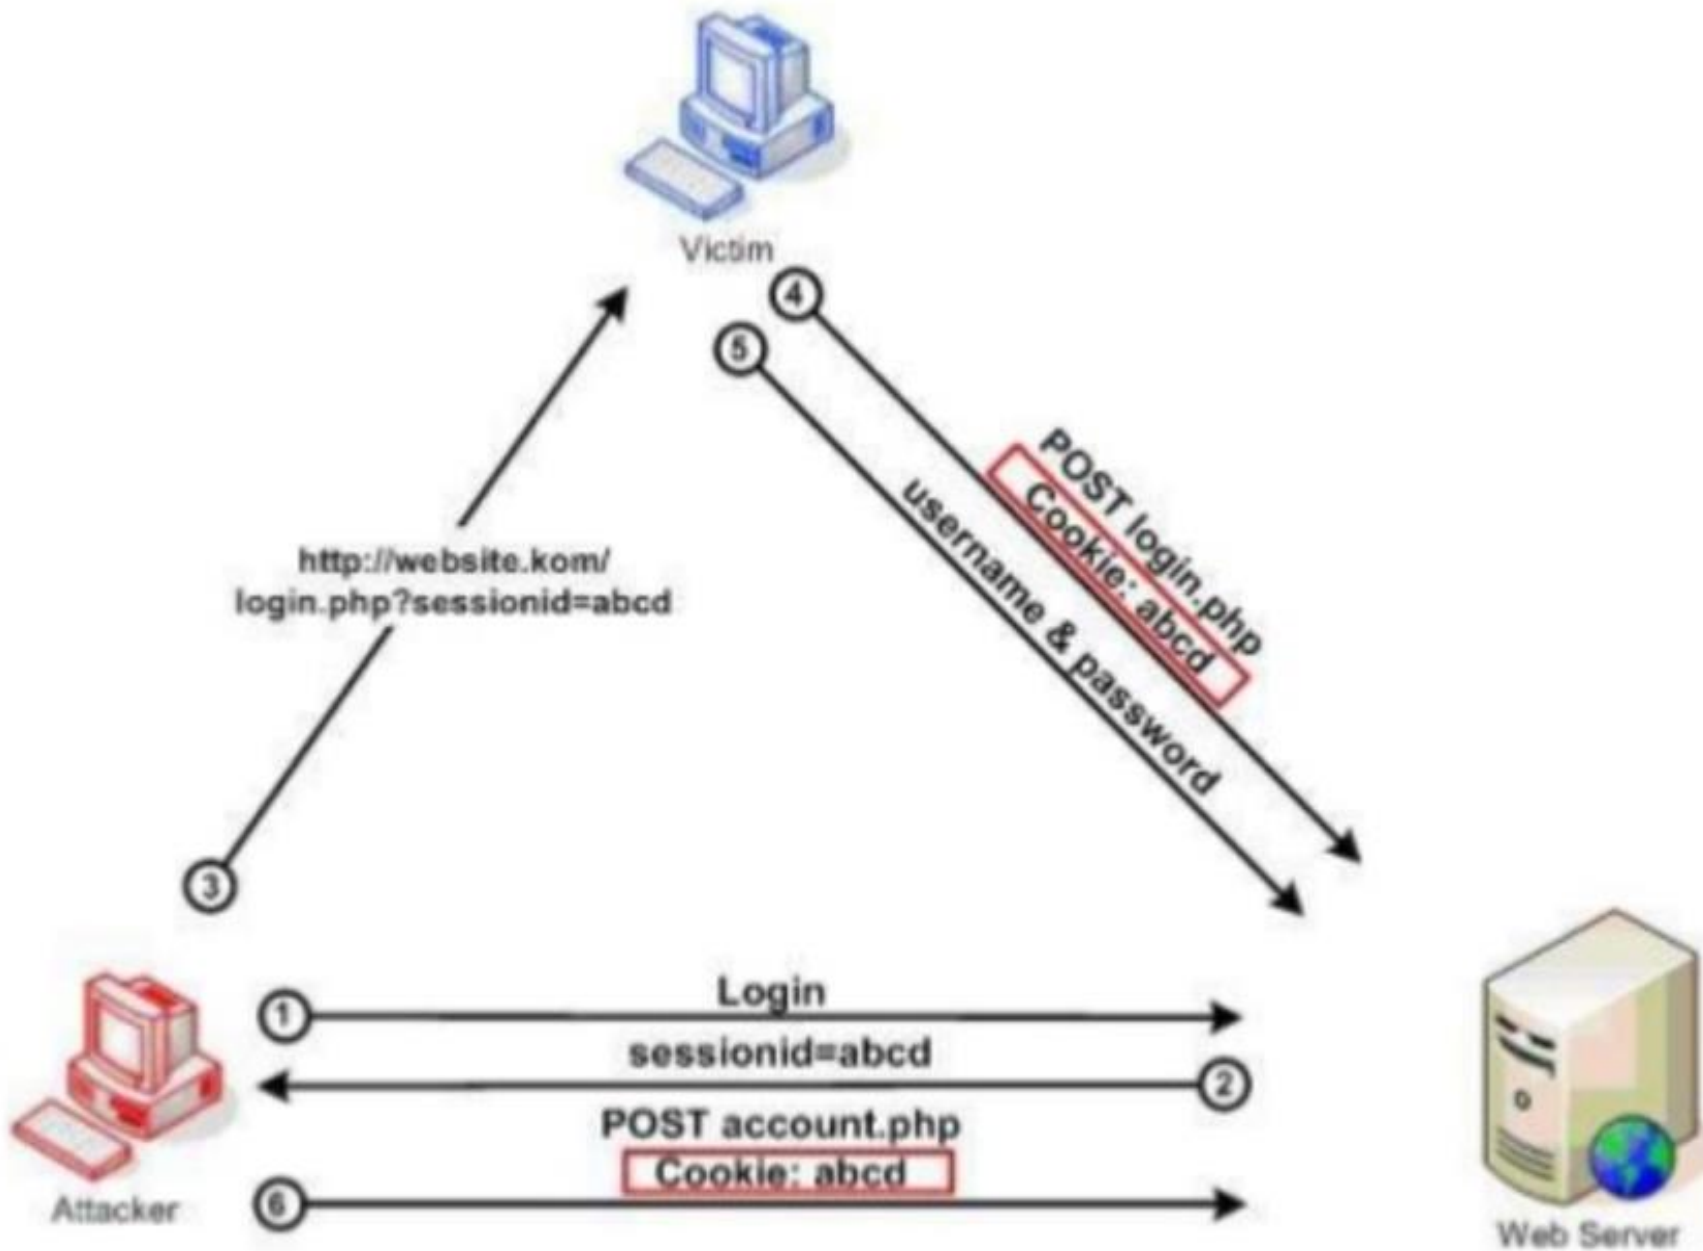 Victim
4
5
POST login.php
Cookie: abcd
username & password
http://website.kom/
login.php?sessionid=abcd
3
Login
1
sessionid=abcd
2
POST account.php
Cookie: abcd
6
Attacker
Web Server